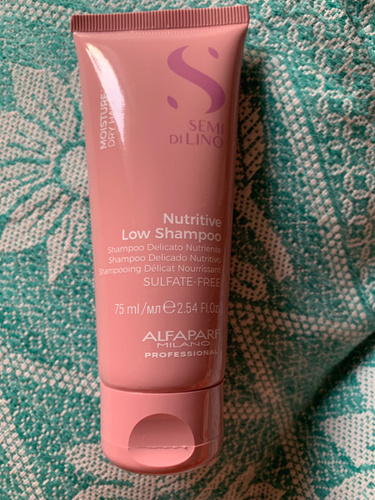 MOISTURE
DRY HAIR
SEMI
DI LINO
Nutritive
Low Shampoo
Shampoo Delicato Nutriente
Shampoo Delicado Nutritivo
Shampooing Délicat Nourrissant
SULFATE-FREE
75 ml/мл ℮ 2.54 Fl.Oz
ALFAPARF
MILANO
PROFESSIONAL